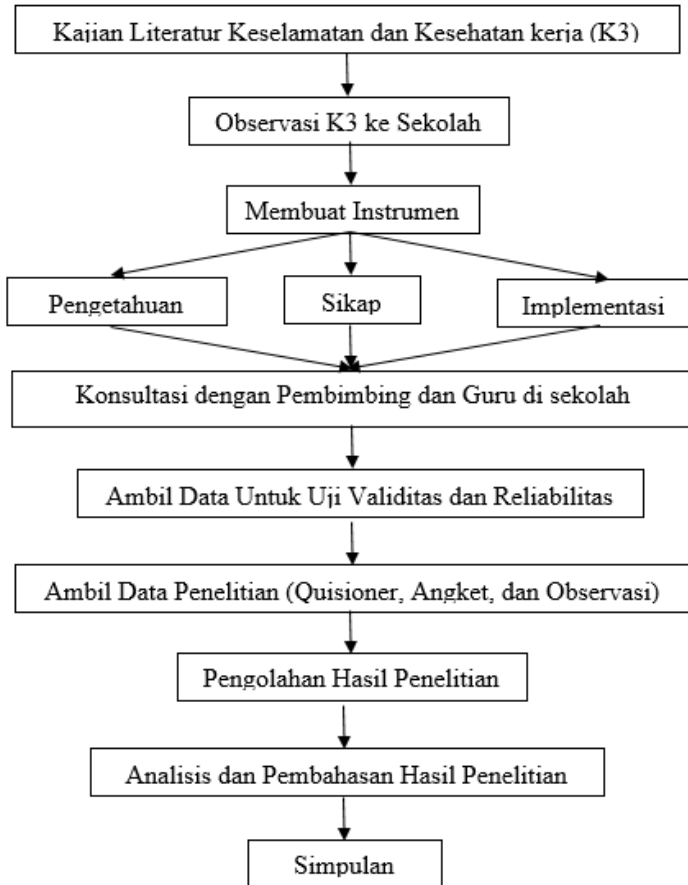 Kajian Literatur Keselamatan dan Kesehatan kerja (K3)
Observasi K3 ke Sekolah
Membuat Instrumen
Pengetahuan
Sikap
Implementasi
Konsultasi dengan Pembimbing dan Guru di sekolah
Ambil Data Untuk Uji Validitas dan Reliabilitas
Ambil Data Penelitian (Quisioner, Angket, dan Observasi)
Pengolahan Hasil Penelitian
Analisis dan Pembahasan Hasil Penelitian
Simpulan